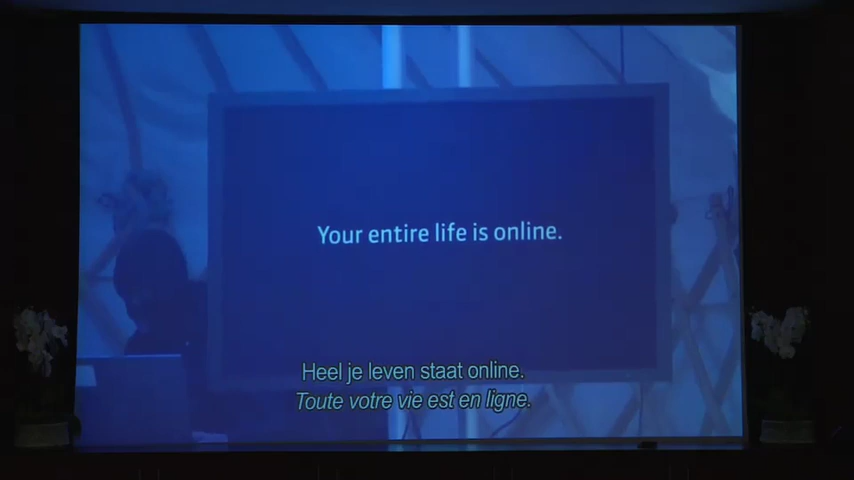 Your entire life is online.
Heel je leven staat online.
Toute votre vie est en ligne.